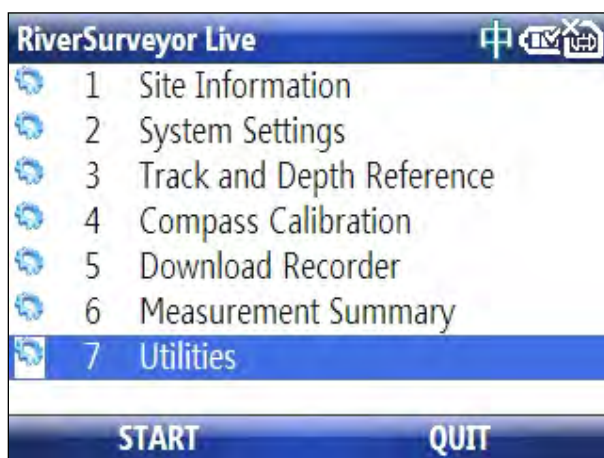 RiverSurveyor Live 中
1 Site Information
2 System Settings
3 Track and Depth Reference
4 Compass Calibration
5 Download Recorder
6 Measurement Summary
7 Utilities
START QUIT